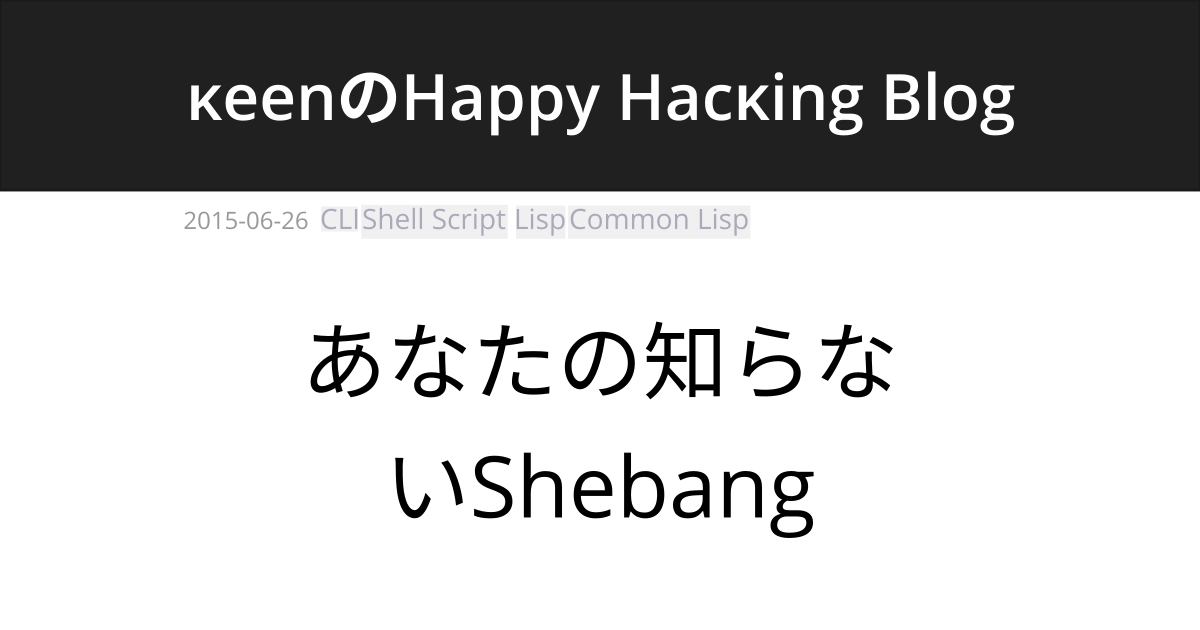 κeenのHappy Hacκing Blog
2015-06-26 CLI Shell Script Lisp Common Lisp
あなたの知らな
いShebang